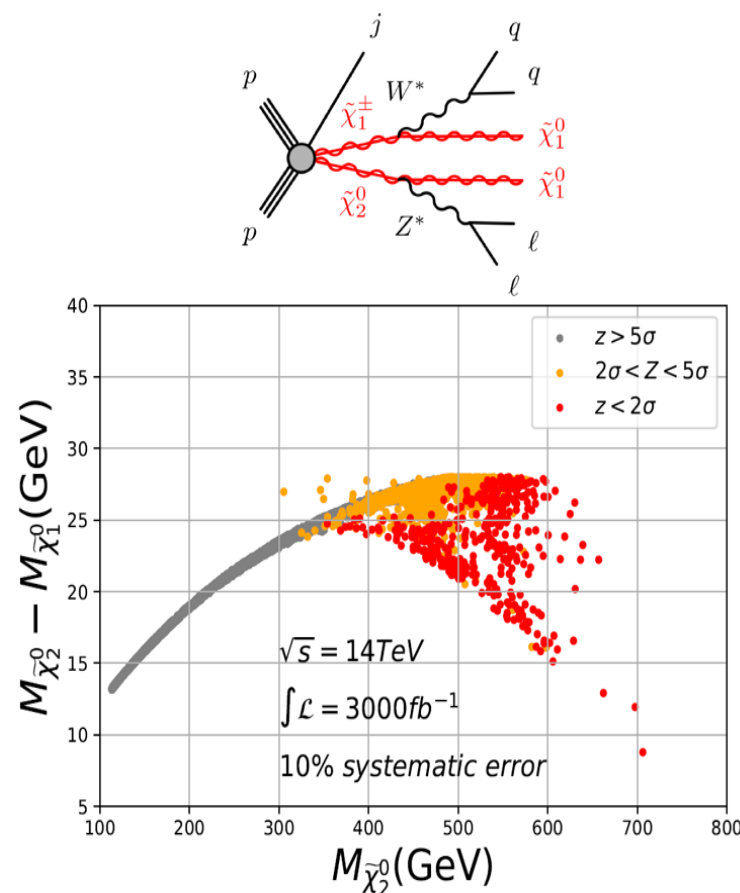 j
q
p
W*
q
χ̃₁±
χ̃₁⁰
χ̃₁⁰
χ̃₂⁰
Z*
p
ℓ
ℓ
40
35
30
25
20
15
10
5
M_χ̃₂⁰ − M_χ̃₁⁰(GeV)
z > 5σ
2σ < Z < 5σ
z < 2σ
√s = 14TeV
∫ℒ = 3000fb⁻¹
10% systematic error
100 200 300 400 500 600 700 800
M_χ̃₂⁰(GeV)